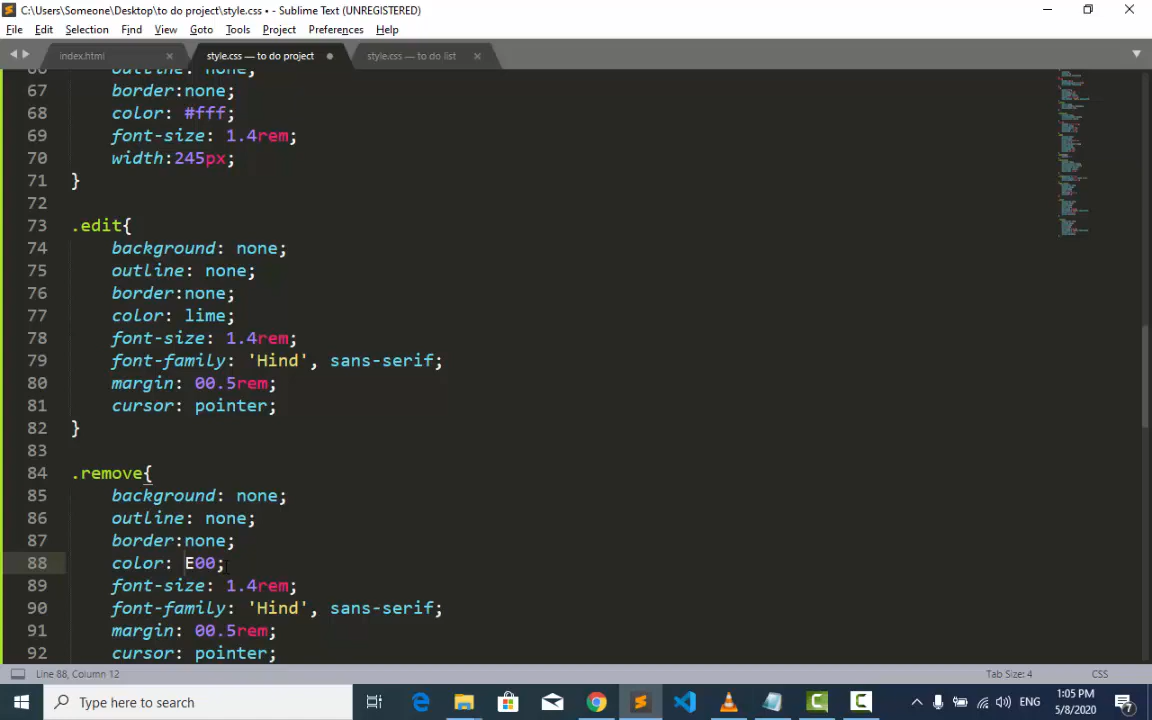 C:\Users\Someone\Desktop\to do project\style.css • - Sublime Text (UNREGISTERED)
File Edit Selection Find View Goto Tools Project Preferences Help
index.html style.css — to do project style.css — to do list
66 outline: none;
67 border:none;
68 color: #fff;
69 font-size: 1.4rem;
70 width:245px;
71 }
72
73 .edit{
74 background: none;
75 outline: none;
76 border:none;
77 color: lime;
78 font-size: 1.4rem;
79 font-family: 'Hind', sans-serif;
80 margin: 00.5rem;
81 cursor: pointer;
82 }
83
84 .remove{
85 background: none;
86 outline: none;
87 border:none;
88 color: E00;
89 font-size: 1.4rem;
90 font-family: 'Hind', sans-serif;
91 margin: 00.5rem;
92 cursor: pointer;
Line 88, Column 12 Tab Size: 4 CSS
Type here to search ENG 1:05 PM
5/8/2020 7